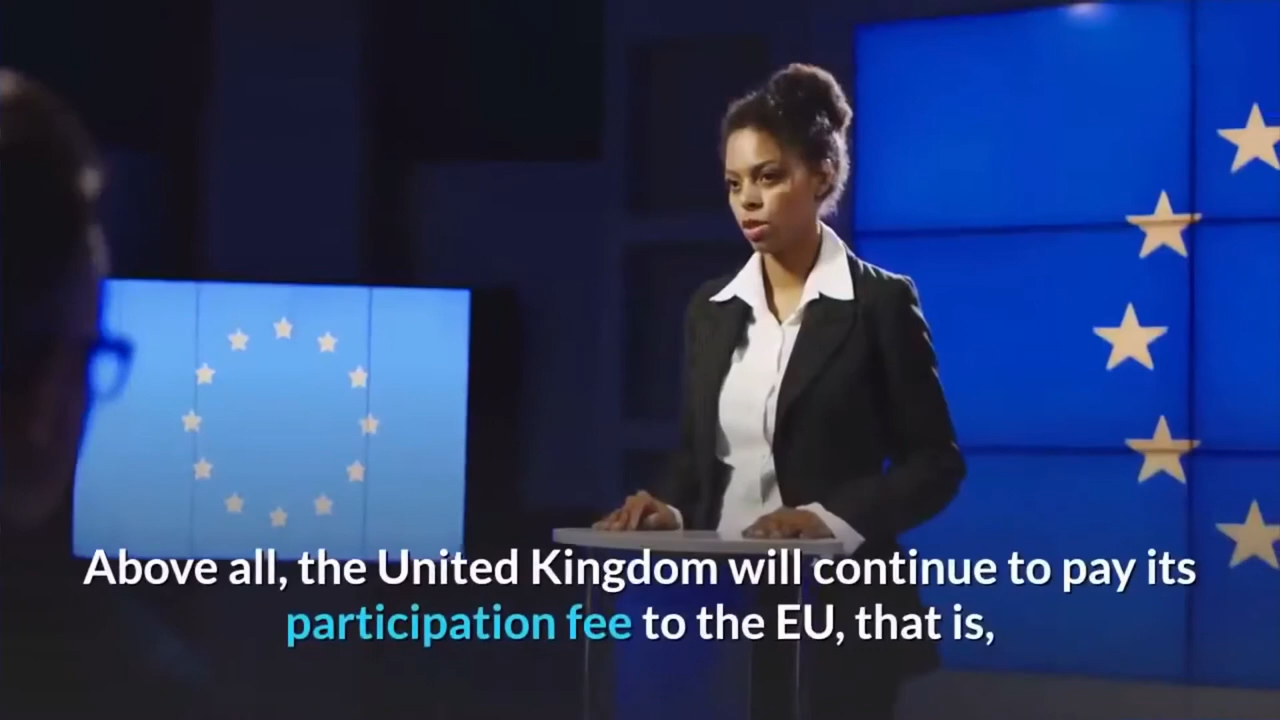 Above all, the United Kingdom will continue to pay its
participation fee to the EU, that is,